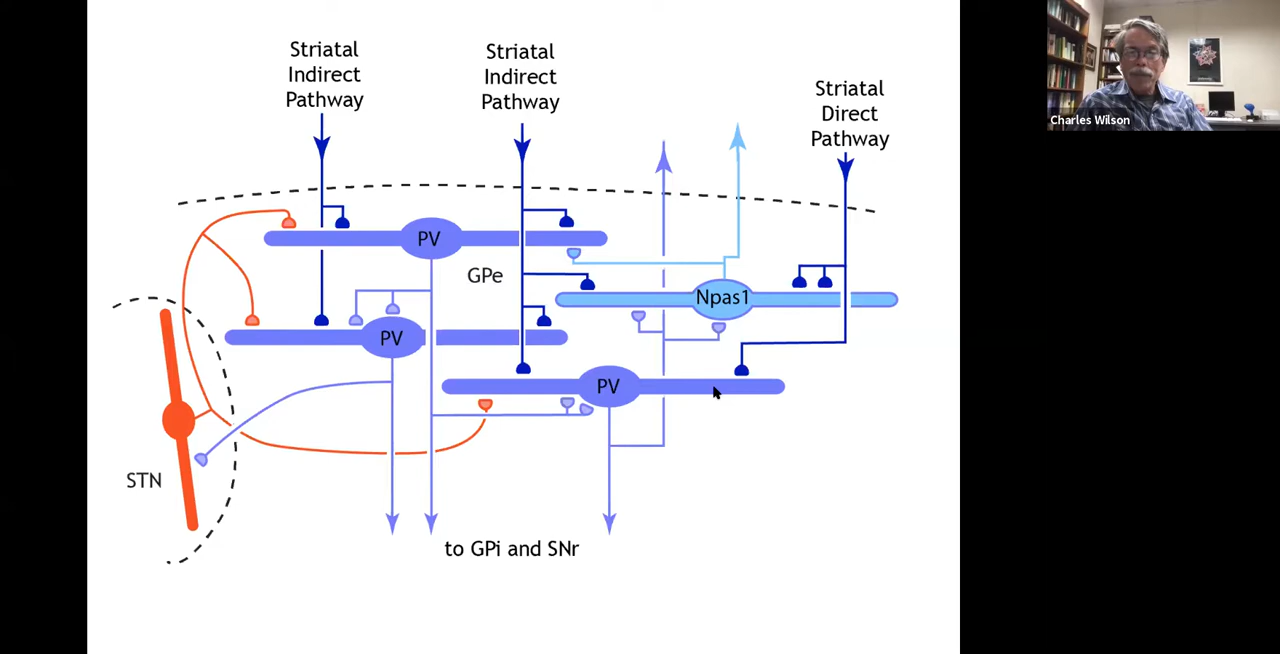 Striatal
Indirect
Pathway
Striatal
Indirect
Pathway
Striatal
Direct
Pathway
Charles Wilson
PV
GPe
Npas1
PV
PV
STN
to GPi and SNr